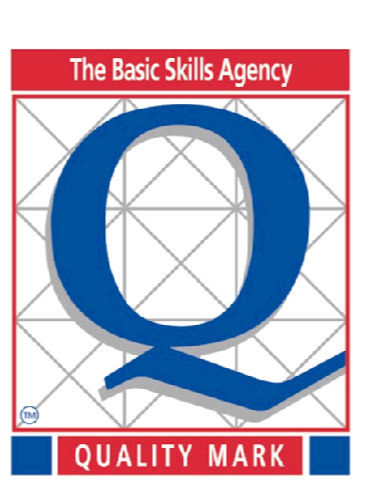 The Basic Skills Agency
Q
TM
QUALITY MARK